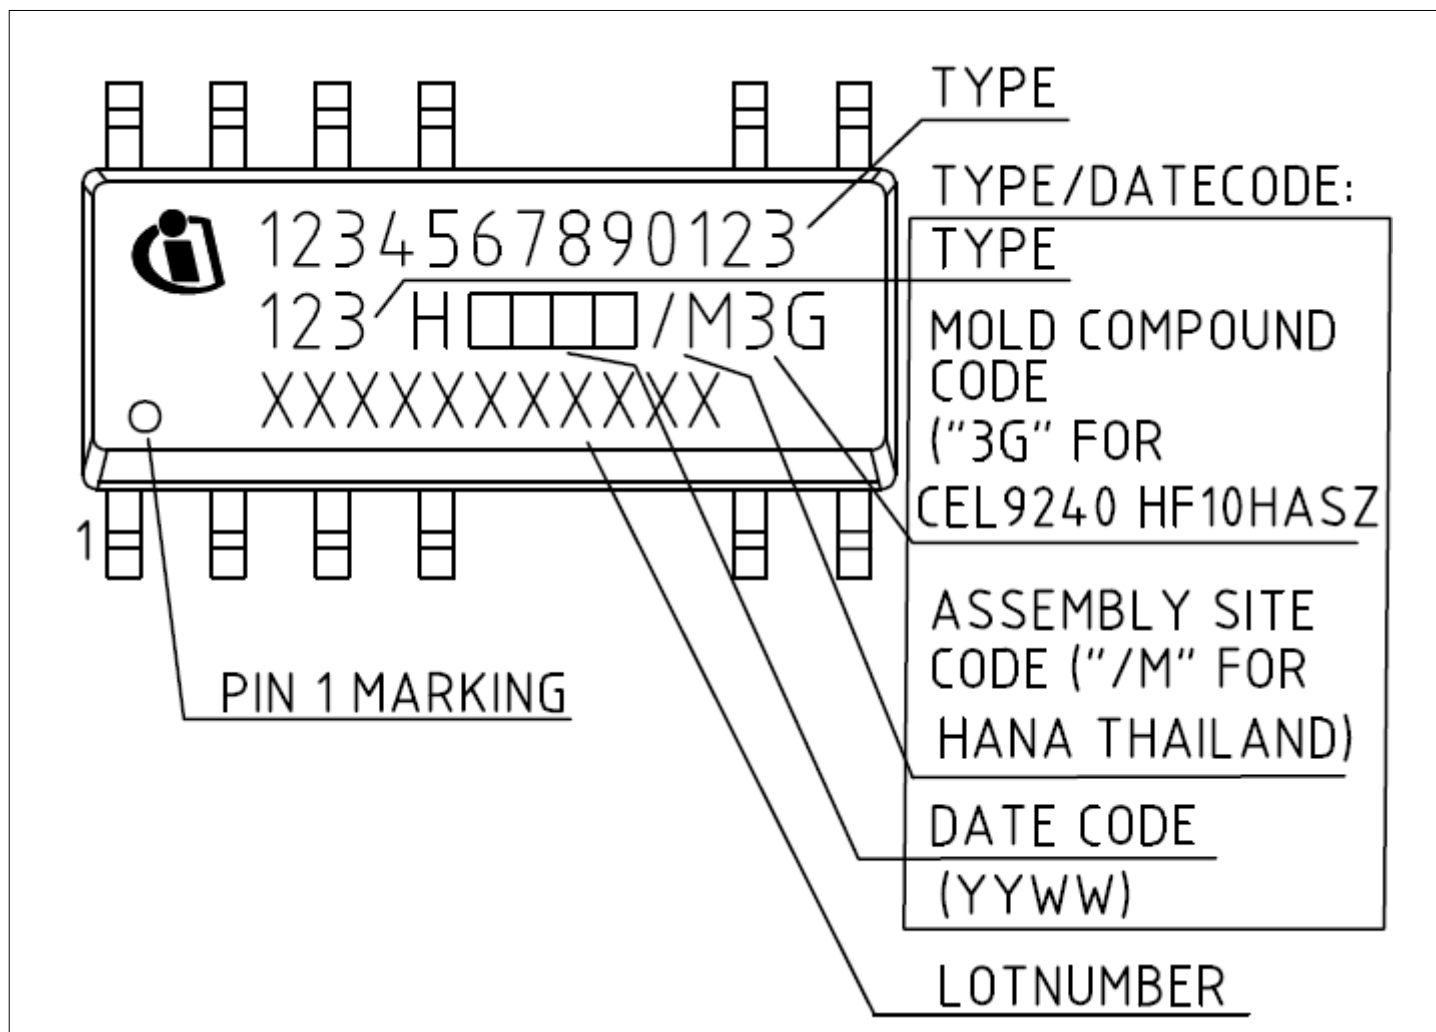 TYPE
TYPE/DATECODE:
1234567890123
TYPE
123 H□□□□/M3G
MOLD COMPOUND
CODE
("3G" FOR
CEL9240 HF10HASZ
XXXXXXXXXXX
1
ASSEMBLY SITE
CODE ("/M" FOR
HANA THAILAND)
PIN 1 MARKING
DATE CODE
(YYWW)
LOTNUMBER